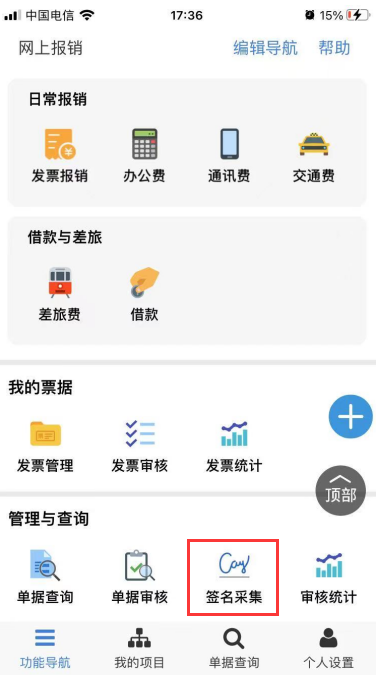 中国电信 17:36 15%
网上报销 编辑导航 帮助
日常报销
发票报销 办公费 通讯费 交通费
借款与差旅
差旅费 借款
我的票据
发票管理 发票审核 发票统计
顶部
管理与查询
单据查询 单据审核 签名采集 审核统计
功能导航 我的项目 单据查询 个人设置